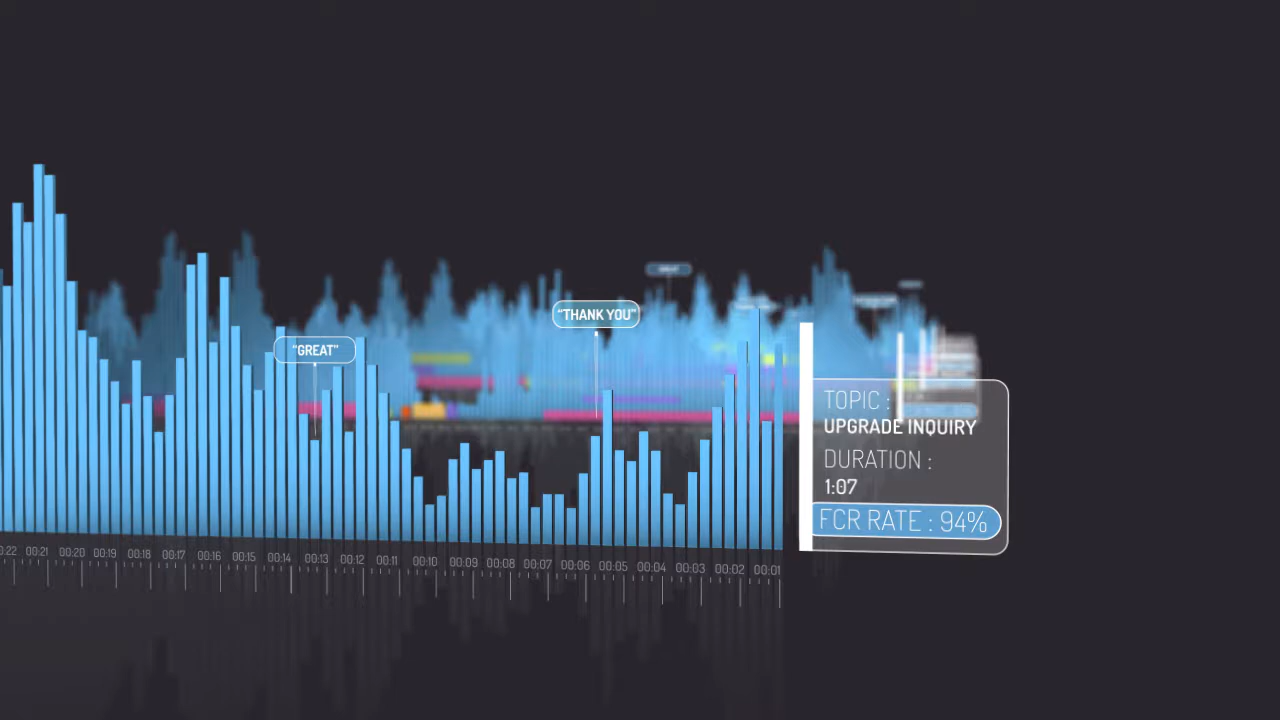 "THANK YOU"
"GREAT"
TOPIC :
UPGRADE INQUIRY
DURATION :
1:07
FCR RATE : 94%
00:21 00:20 00:19 00:18 00:17 00:16 00:15 00:14 00:13 00:12 00:11 00:10 00:09 00:08 00:07 00:06 00:05 00:04 00:03 00:02 00:01